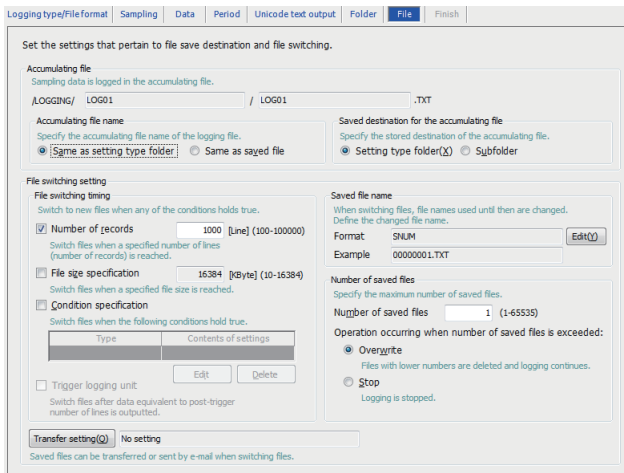 Logging type/File format Sampling Data Period Unicode text output Folder File Finish
Set the settings that pertain to file save destination and file switching.
Accumulating file
Sampling data is logged in the accumulating file.
/LOGGING/ LOG01 / LOG01 .TXT
Accumulating file name
Specify the accumulating file name of the logging file.
Same as setting type folder Same as saved file
Saved destination for the accumulating file
Specify the stored destination of the accumulating file.
Setting type folder(X) Subfolder
File switching setting
File switching timing
Switch to new files when any of the conditions holds true.
Number of records 1000 [Line] (100-100000)
Switch files when a specified number of lines
(number of records) is reached.
File size specification 16384 [KByte] (10-16384)
Switch files when a specified file size is reached.
Condition specification
Switch files when the following conditions hold true.
Type Contents of settings
Edit Delete
Trigger logging unit
Switch files after data equivalent to post-trigger
number of lines is outputted.
Saved file name
When switching files, file names used until then are changed.
Define the changed file name.
Format SNUM Edit(Y)
Example 00000001.TXT
Number of saved files
Specify the maximum number of saved files.
Number of saved files 1 (1-65535)
Operation occurring when number of saved files is exceeded:
Overwrite
Files with lower numbers are deleted and logging continues.
Stop
Logging is stopped.
Transfer setting(Q) No setting
Saved files can be transferred or sent by e-mail when switching files.